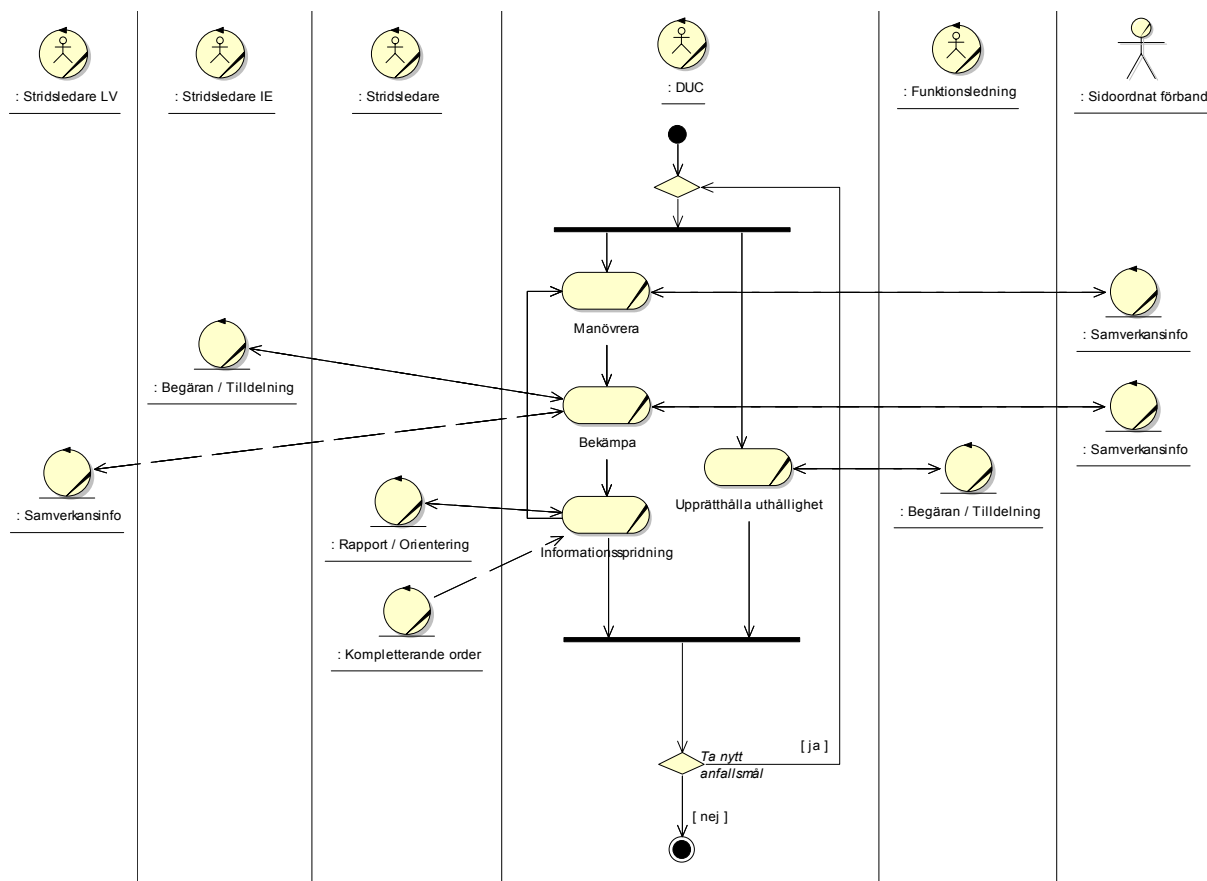 : Stridsledare LV
: Stridsledare IE
: Stridsledare
: DUC
: Funktionsledning
: Sidoordnat förband
Manövrera
: Samverkansinfo
: Begäran / Tilldelning
Bekämpa
: Samverkansinfo
: Samverkansinfo
Upprätthålla uthållighet
: Begäran / Tilldelning
: Rapport / Orientering
Informationsspridning
: Kompletterande order
Ta nytt
anfallsmål
[ ja ]
[ nej ]